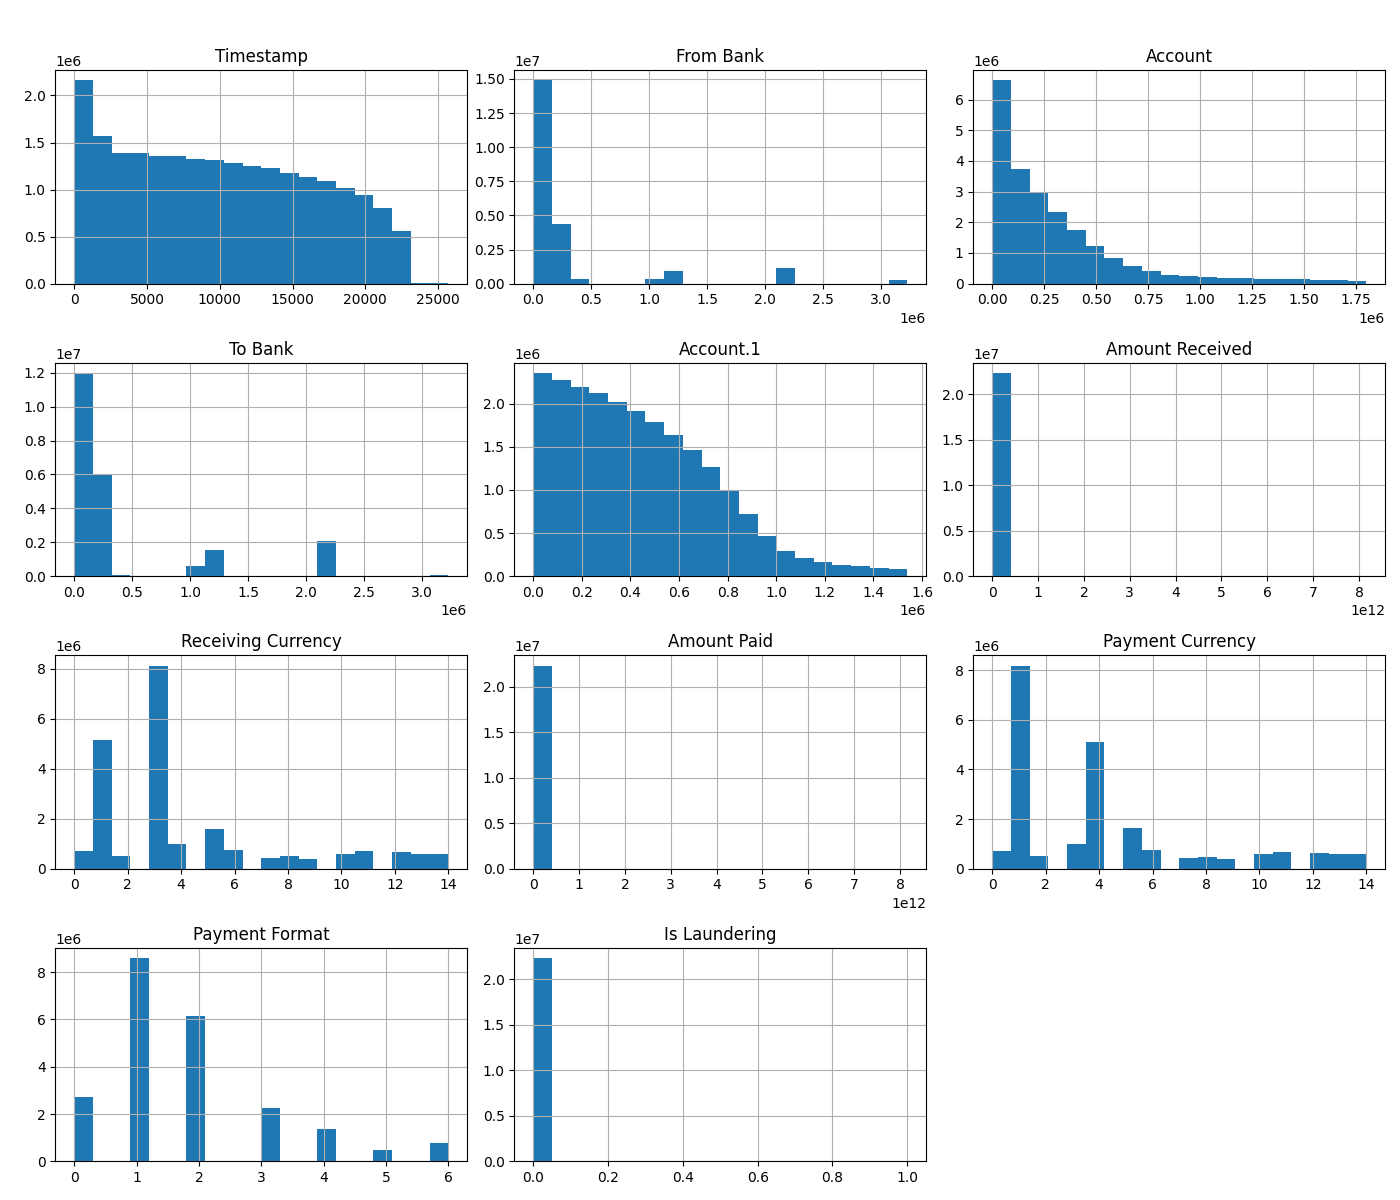 Timestamp
1e6
2.0
1.5
1.0
0.5
0.0
0 5000 10000 15000 20000 25000
From Bank
1e7
1.50
1.25
1.00
0.75
0.50
0.25
0.00
0.0 0.5 1.0 1.5 2.0 2.5 3.0
1e6
Account
1e6
6
5
4
3
2
1
0
0.00 0.25 0.50 0.75 1.00 1.25 1.50 1.75
1e6
To Bank
1e7
1.2
1.0
0.8
0.6
0.4
0.2
0.0
0.0 0.5 1.0 1.5 2.0 2.5 3.0
1e6
Account.1
1e6
2.0
1.5
1.0
0.5
0.0
0.0 0.2 0.4 0.6 0.8 1.0 1.2 1.4 1.6
1e6
Amount Received
1e7
2.0
1.5
1.0
0.5
0.0
0 1 2 3 4 5 6 7 8
1e12
Receiving Currency
1e6
8
6
4
2
0
0 2 4 6 8 10 12 14
Amount Paid
1e7
2.0
1.5
1.0
0.5
0.0
0 1 2 3 4 5 6 7 8
1e12
Payment Currency
1e6
8
6
4
2
0
0 2 4 6 8 10 12 14
Payment Format
1e6
8
6
4
2
0
0 1 2 3 4 5 6
Is Laundering
1e7
2.0
1.5
1.0
0.5
0.0
0.0 0.2 0.4 0.6 0.8 1.0